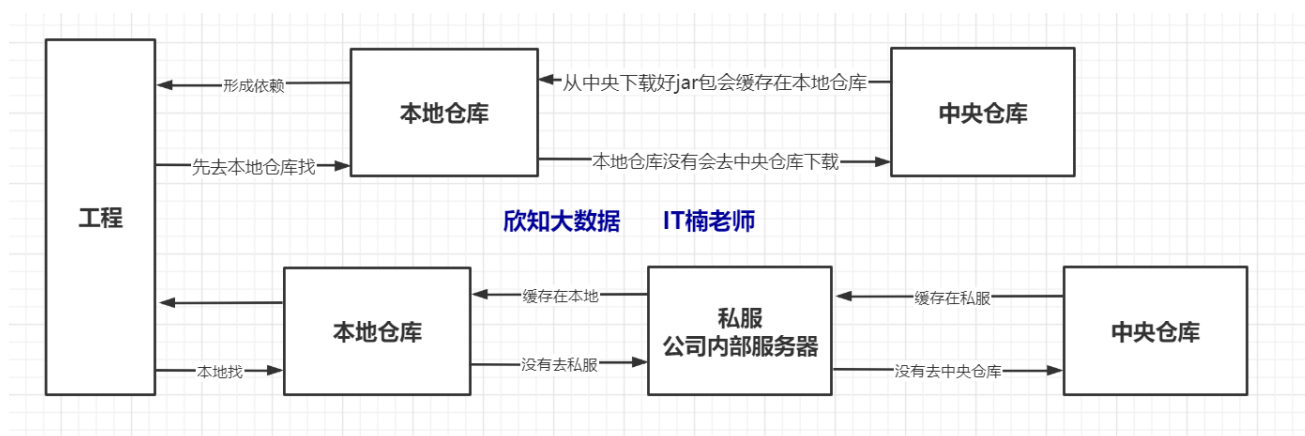 形成依赖
从中央下载好jar包会缓存在本地仓库
本地仓库
中央仓库
先去本地仓库找
本地仓库没有会去中央仓库下载
工程
欣知大数据 IT楠老师
缓存在本地
缓存在私服
本地仓库
私服
公司内部服务器
中央仓库
本地找
没有去私服
没有去中央仓库